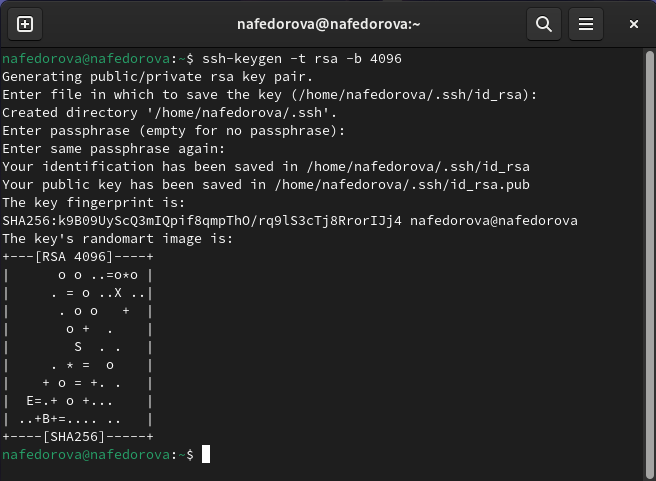 nafedorova@nafedorova:~
nafedorova@nafedorova:~$ ssh-keygen -t rsa -b 4096
Generating public/private rsa key pair.
Enter file in which to save the key (/home/nafedorova/.ssh/id_rsa):
Created directory '/home/nafedorova/.ssh'.
Enter passphrase (empty for no passphrase):
Enter same passphrase again:
Your identification has been saved in /home/nafedorova/.ssh/id_rsa
Your public key has been saved in /home/nafedorova/.ssh/id_rsa.pub
The key fingerprint is:
SHA256:k9B09UyScQ3mIQpif8qmpThO/rq9lS3cTj8RrorIJj4 nafedorova@nafedorova
The key's randomart image is:
+---[RSA 4096]----+
|      o o ..=o*o |
|     . = o ..X ..|
|      . o o   +  |
|       o +  .    |
|        S  . .   |
|     . * =  o    |
|    + o = +. .   |
|  E=.+ o +...    |
| ..+B+=.... ..   |
+----[SHA256]-----+
nafedorova@nafedorova:~$